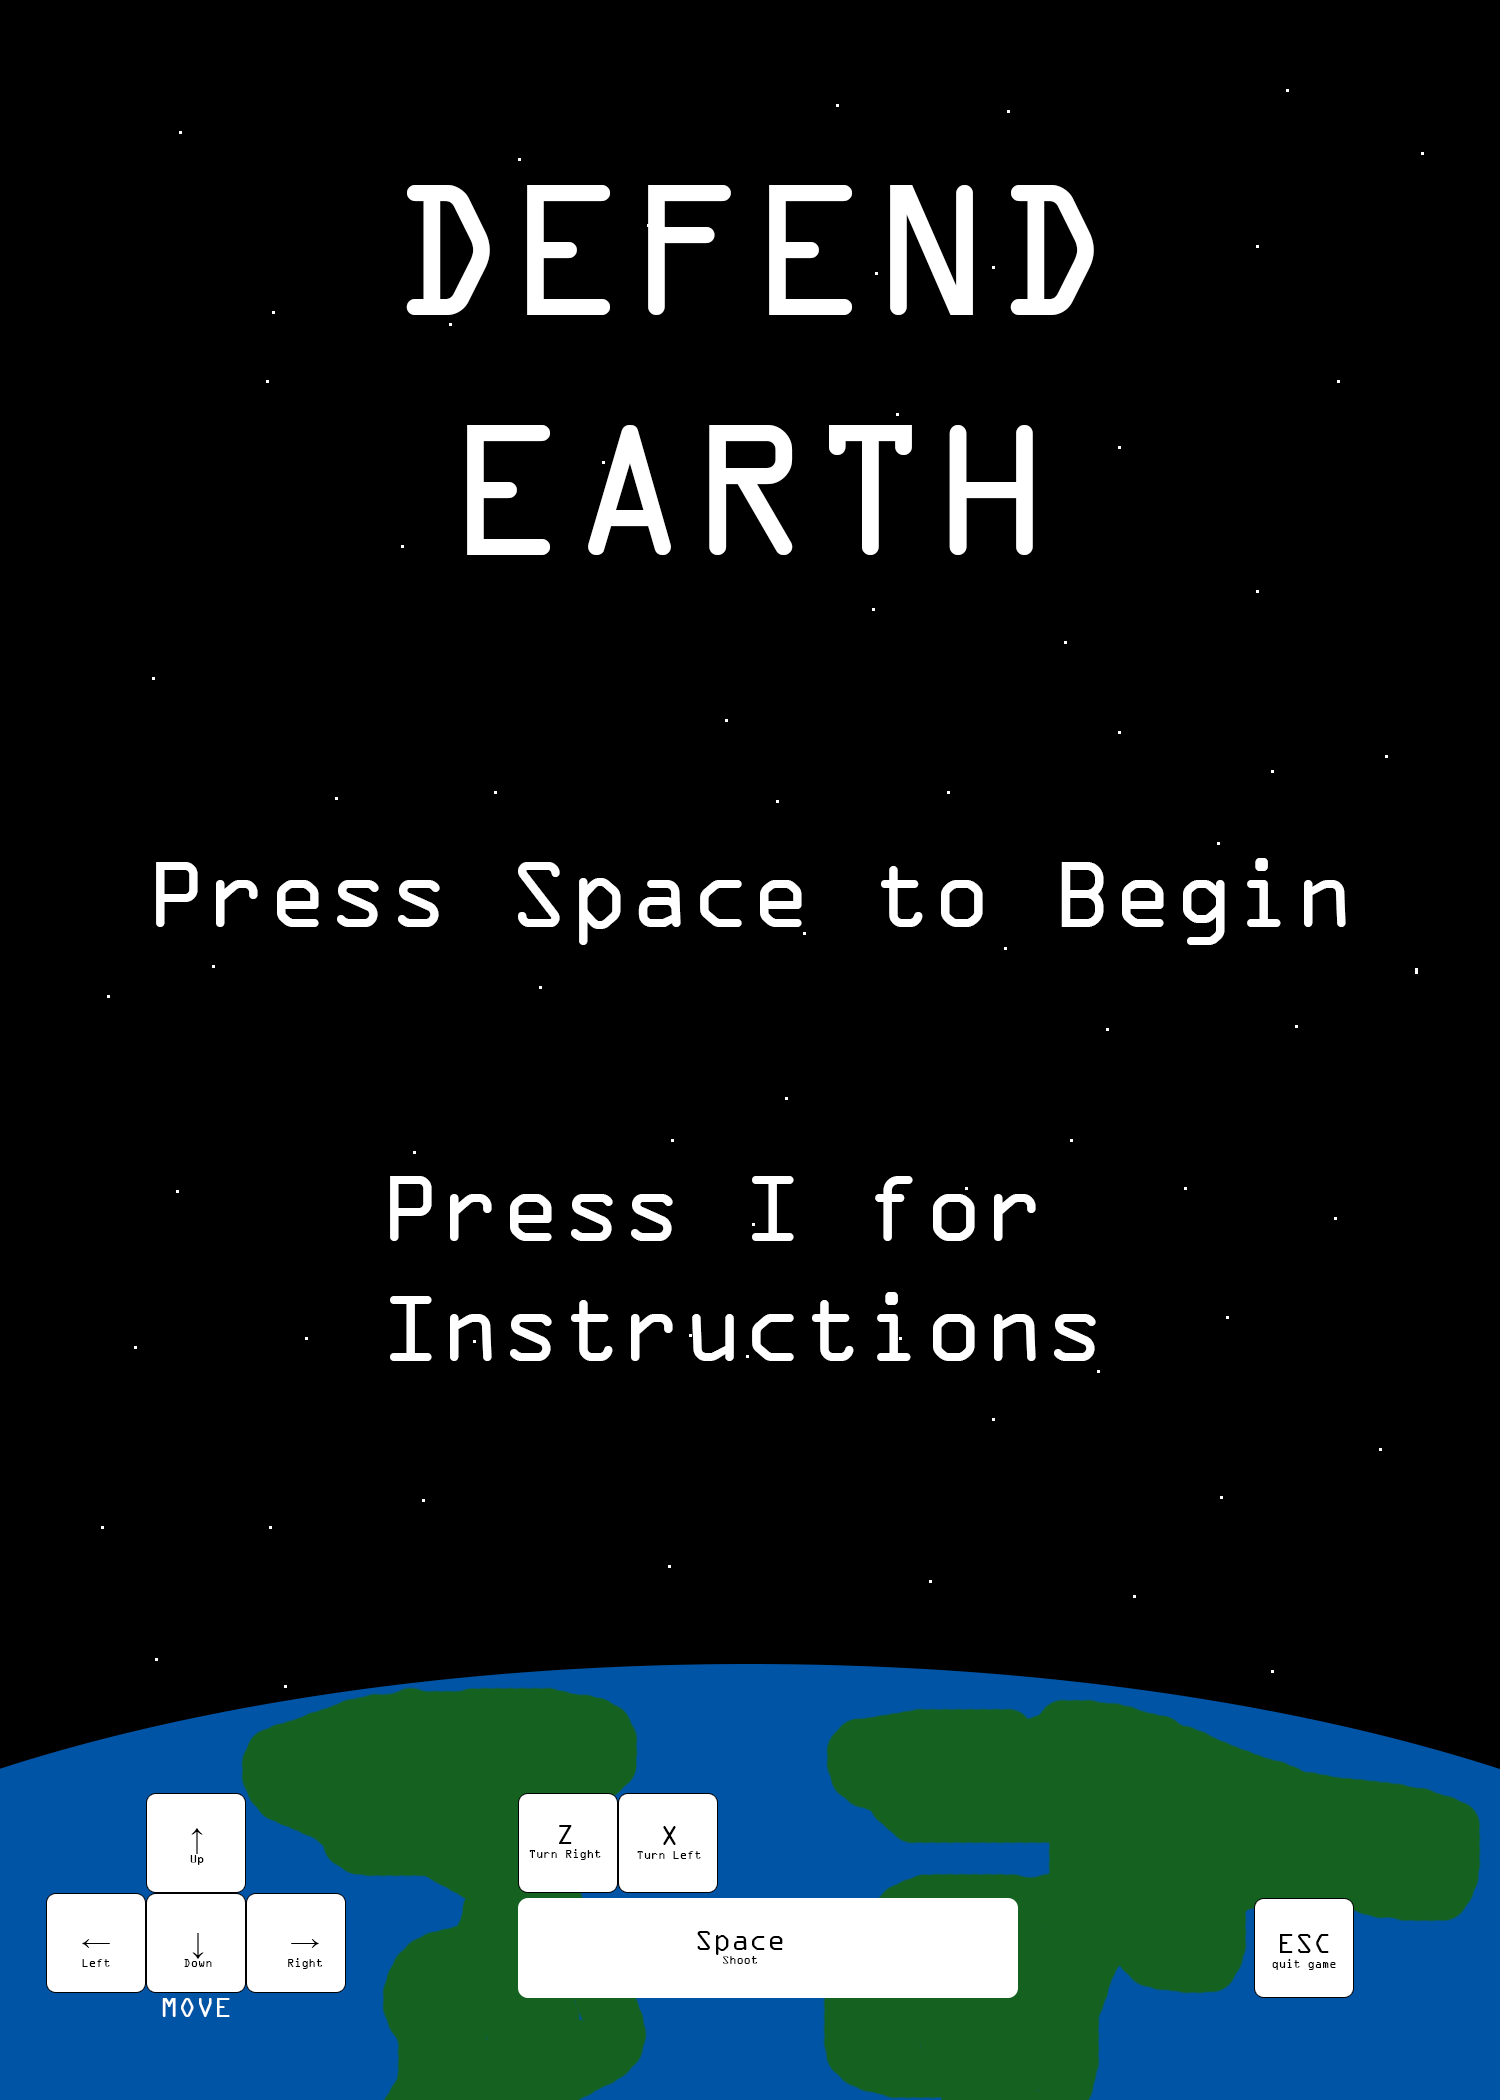 DEFEND
EARTH
Press Space to Begin
Press I for
Instructions
↑
Up
Z
Turn Right
X
Turn Left
←
Left
↓
Down
→
Right
Space
Shoot
ESC
quit game
MOVE